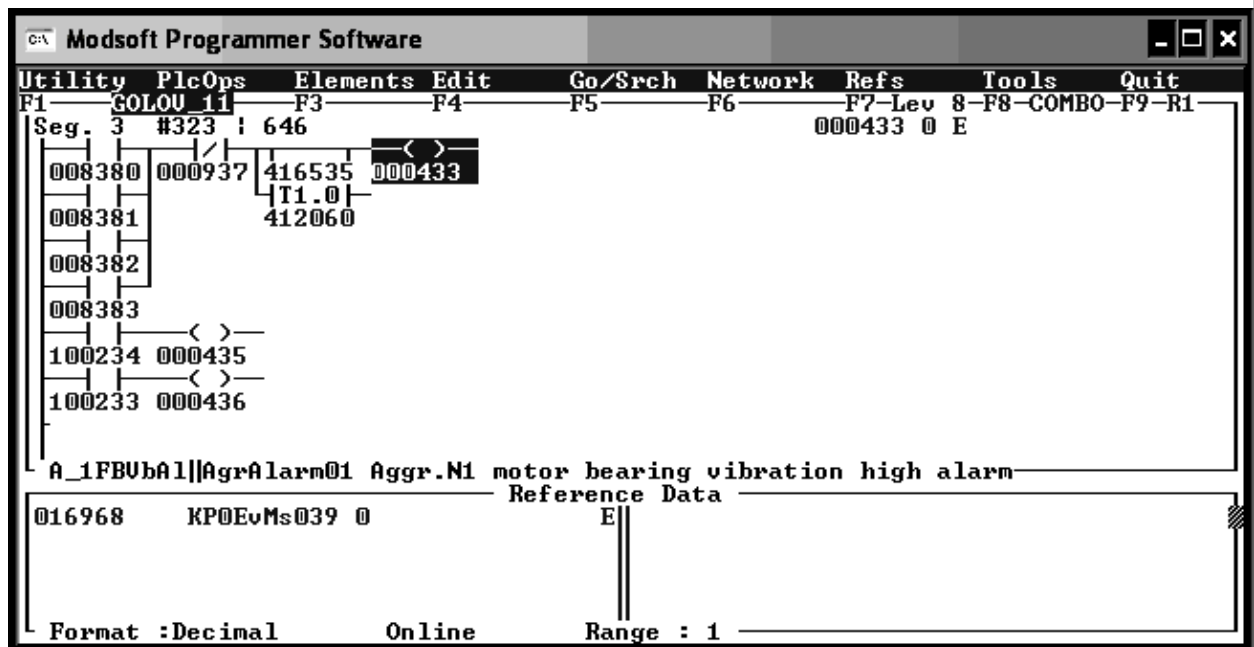 Modsoft Programmer Software
Utility PlcOps Elements Edit Go/Srch Network Refs Tools Quit
F1 GOLOV_11 F3 F4 F5 F6 F7-Lev 8-F8-COMBO-F9-R1
Seg. 3 #323 ¦ 646 000433 0 E
008380 000937 416535 000433
T1.0
008381 412060
008382
008383
100234 000435
100233 000436
A_1FBVbAl||AgrAlarm01 Aggr.N1 motor bearing vibration high alarm
Reference Data
016968 KP0EvMs039 0 E
Format :Decimal Online Range : 1